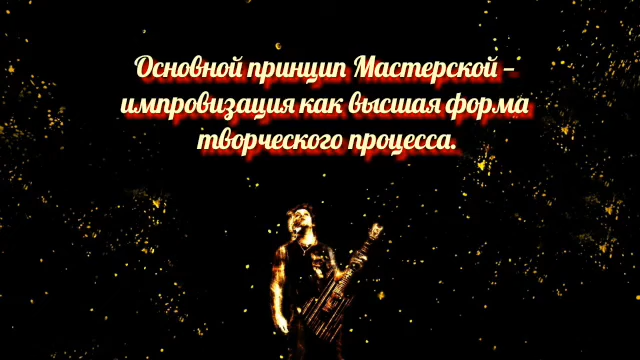 Основной принцип Мастерской –
импровизация как высшая форма
творческого процесса.